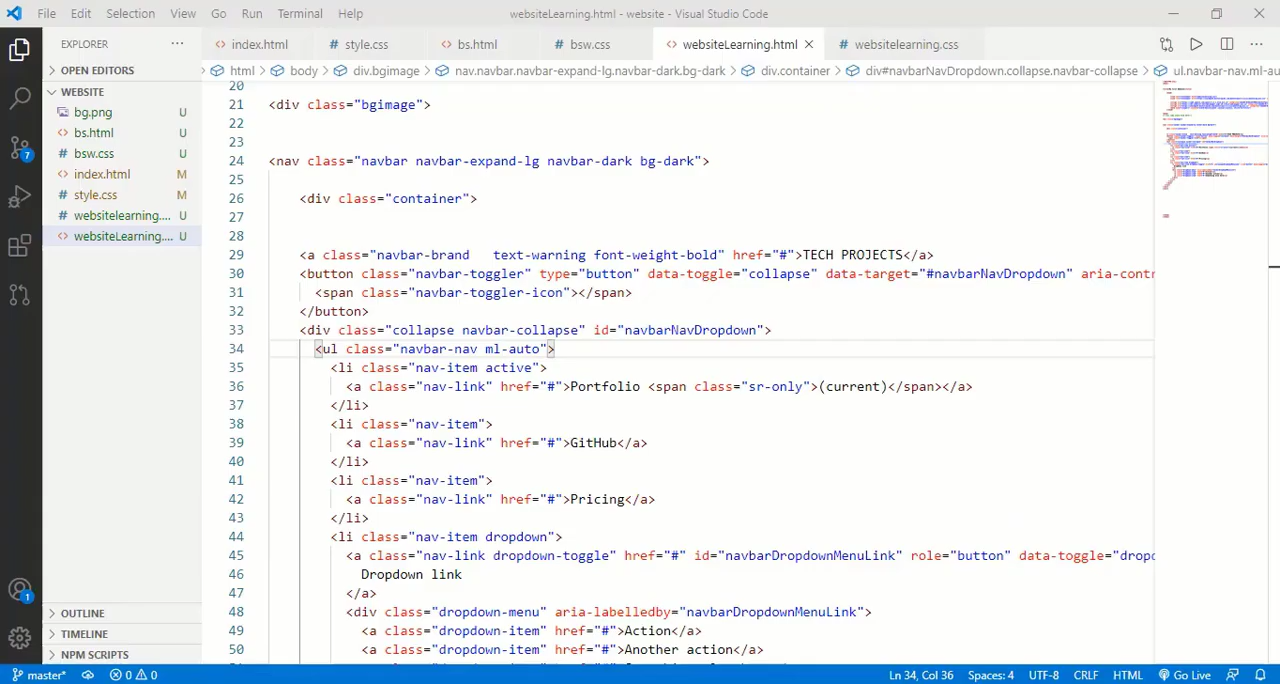 File Edit Selection View Go Run Terminal Help websiteLearning.html - website - Visual Studio Code
EXPLORER
index.html style.css bs.html bsw.css websiteLearning.html websitelearning.css
OPEN EDITORS
html > body > div.bgimage > nav.navbar.navbar-expand-lg.navbar-dark.bg-dark > div.container > div#navbarNavDropdown.collapse.navbar-collapse > ul.navbar-nav.ml-au
WEBSITE
bg.png U
bs.html U
bsw.css U
index.html M
style.css M
websitelearning.... U
websiteLearning.... U
OUTLINE
TIMELINE
NPM SCRIPTS
7
1
20
21 <div class="bgimage">
22
23
24 <nav class="navbar navbar-expand-lg navbar-dark bg-dark">
25
26 <div class="container">
27
28
29 <a class="navbar-brand   text-warning font-weight-bold" href="#">TECH PROJECTS</a>
30 <button class="navbar-toggler" type="button" data-toggle="collapse" data-target="#navbarNavDropdown" aria-contr
31 <span class="navbar-toggler-icon"></span>
32 </button>
33 <div class="collapse navbar-collapse" id="navbarNavDropdown">
34 <ul class="navbar-nav ml-auto">
35 <li class="nav-item active">
36 <a class="nav-link" href="#">Portfolio <span class="sr-only">(current)</span></a>
37 </li>
38 <li class="nav-item">
39 <a class="nav-link" href="#">GitHub</a>
40 </li>
41 <li class="nav-item">
42 <a class="nav-link" href="#">Pricing</a>
43 </li>
44 <li class="nav-item dropdown">
45 <a class="nav-link dropdown-toggle" href="#" id="navbarDropdownMenuLink" role="button" data-toggle="dropc
46 Dropdown link
47 </a>
48 <div class="dropdown-menu" aria-labelledby="navbarDropdownMenuLink">
49 <a class="dropdown-item" href="#">Action</a>
50 <a class="dropdown-item" href="#">Another action</a>
master* 0 0 Ln 34, Col 36 Spaces: 4 UTF-8 CRLF HTML Go Live